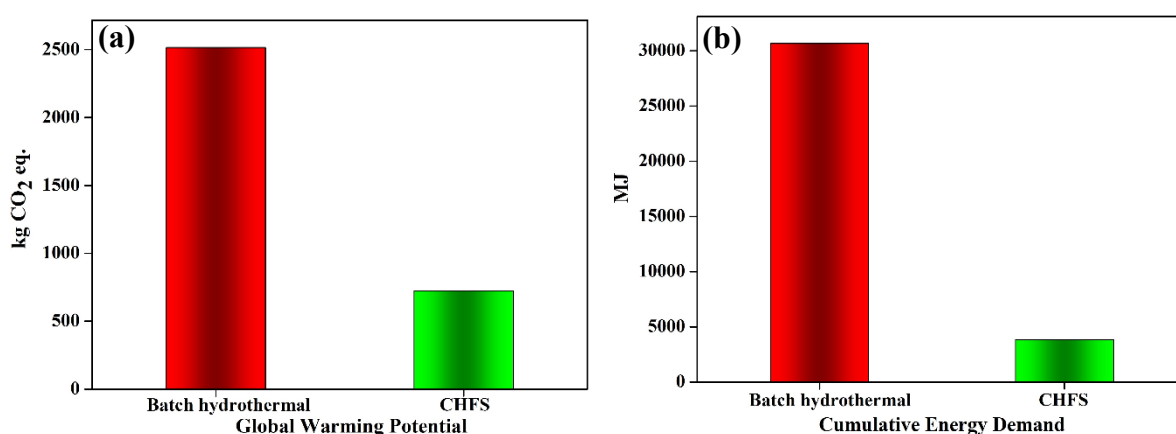 (a)
kg CO2 eq.
2500
2000
1500
1000
500
0
Batch hydrothermal
CHFS
Global Warming Potential
(b)
MJ
30000
25000
20000
15000
10000
5000
0
Batch hydrothermal
CHFS
Cumulative Energy Demand